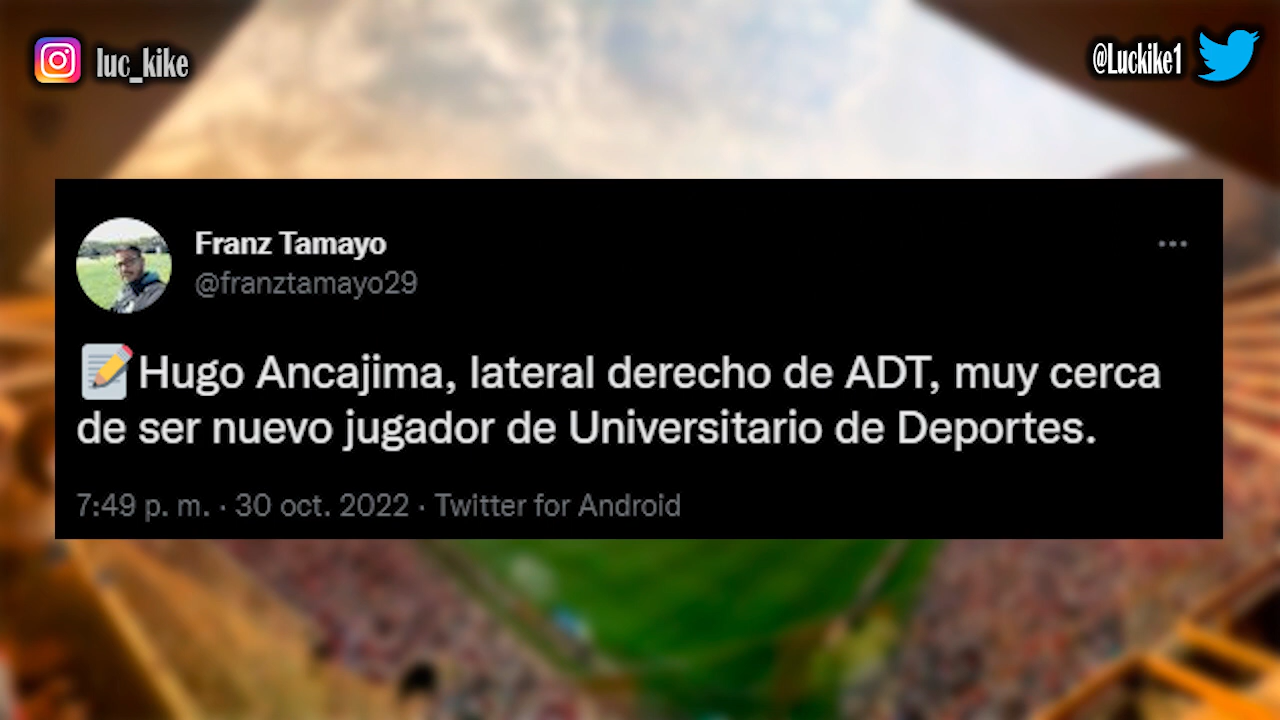 luc_kike
@Luckike1
Franz Tamayo
@franztamayo29
📝Hugo Ancajima, lateral derecho de ADT, muy cerca
de ser nuevo jugador de Universitario de Deportes.
7:49 p. m. · 30 oct. 2022 · Twitter for Android